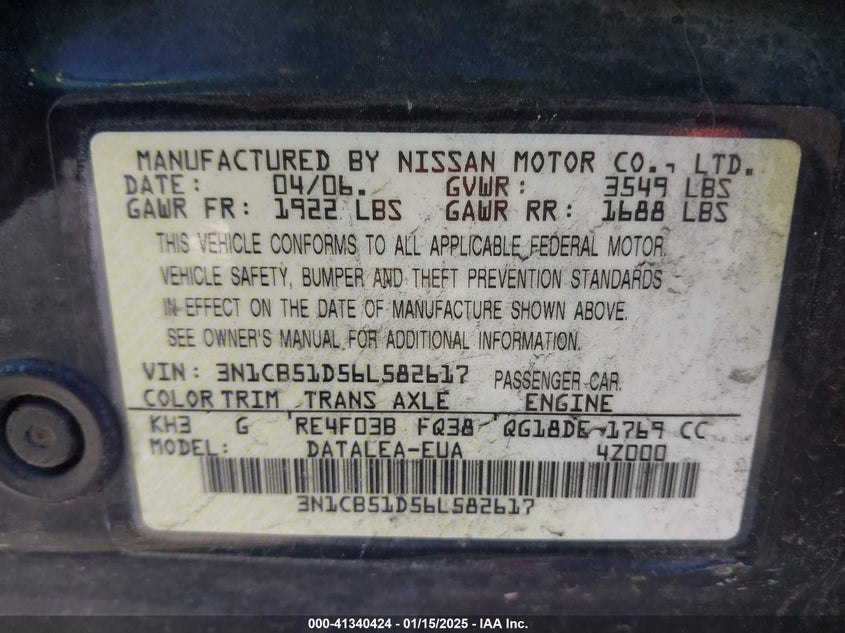 MANUFACTURED BY NISSAN MOTOR CO., LTD.
DATE: 04/06. GVWR: 3549 LBS
GAWR FR: 1922 LBS GAWR RR: 1688 LBS
THIS VEHICLE CONFORMS TO ALL APPLICABLE FEDERAL MOTOR
VEHICLE SAFETY, BUMPER AND THEFT PREVENTION STANDARDS
IN EFFECT ON THE DATE OF MANUFACTURE SHOWN ABOVE.
SEE OWNER'S MANUAL FOR ADDITIONAL INFORMATION.
VIN: 3N1CB51D56L582617 PASSENGER CAR
COLOR TRIM TRANS AXLE ENGINE
KH3 G RE4F03B FQ38 QG18DE 1769 CC
MODEL: DATALEA-EUA 4Z000
3N1CB51D56L582617
000-41340424 - 01/15/2025 - IAA Inc.